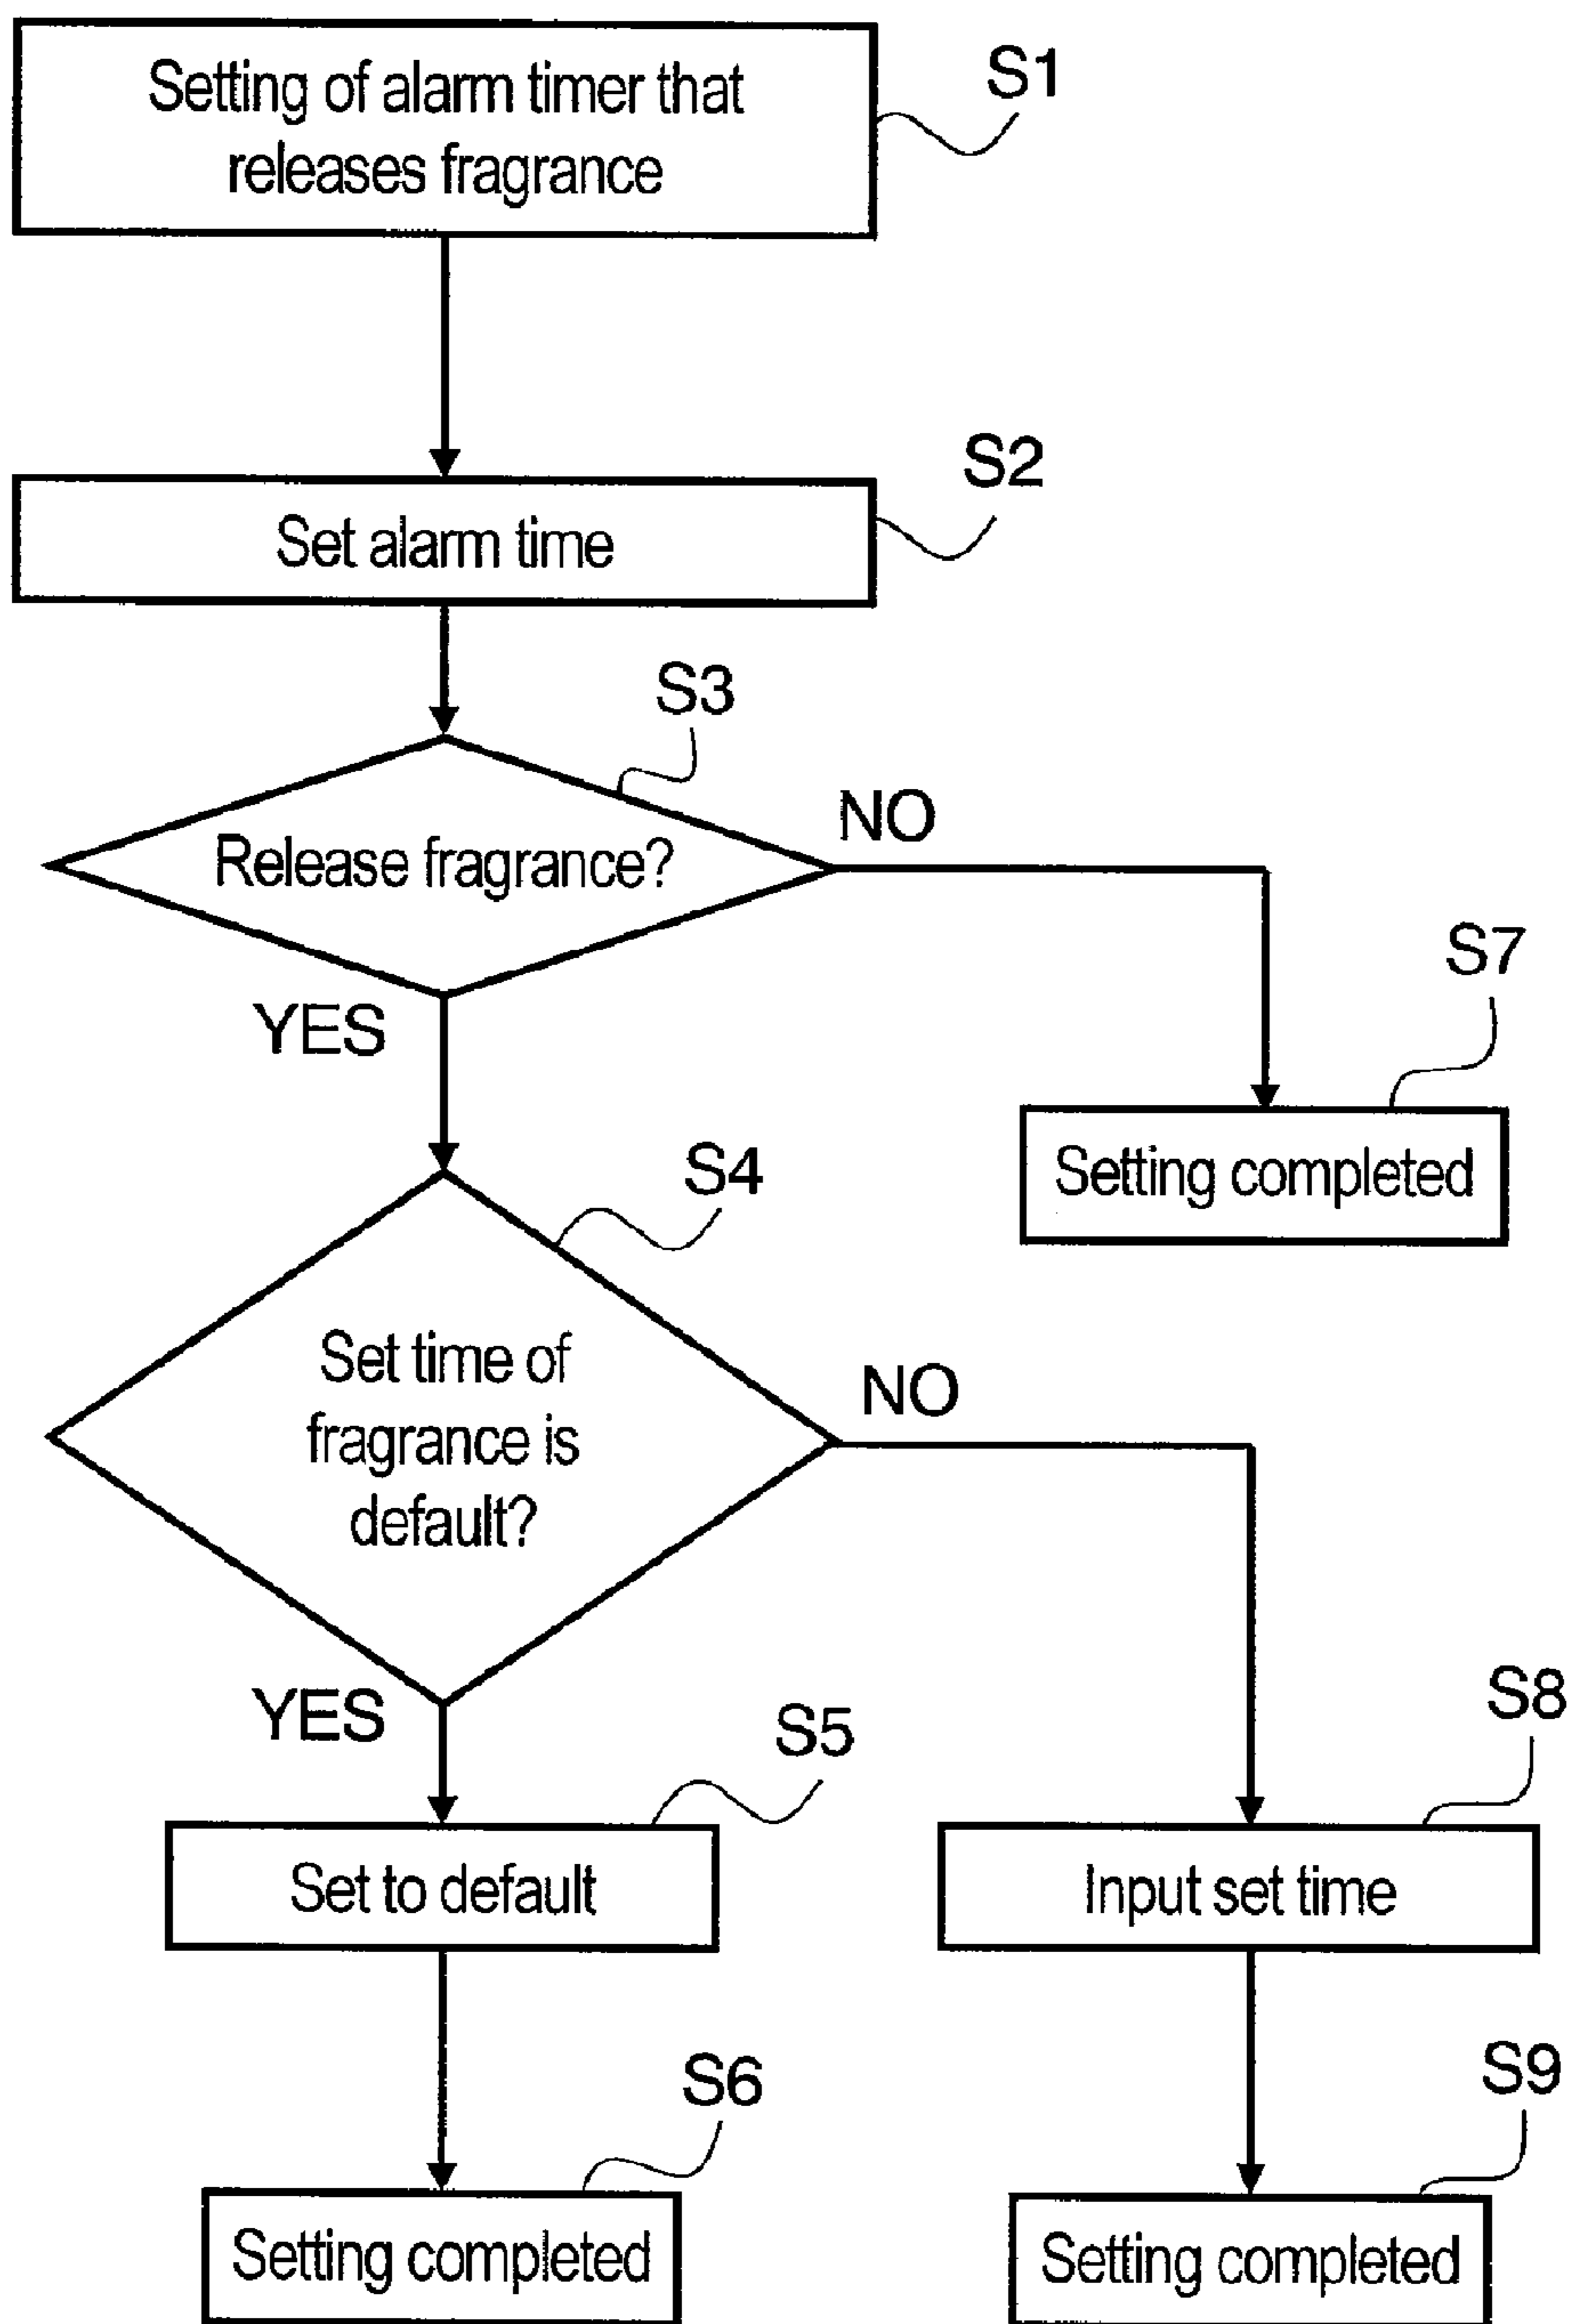 Setting of alarm timer that
releases fragrance
S1
Set alarm time
S2
S3
Release fragrance?
NO
YES
S7
Setting completed
S4
Set time of
fragrance is
default?
NO
YES
S5
Set to default
S8
Input set time
S6
Setting completed
S9
Setting completed